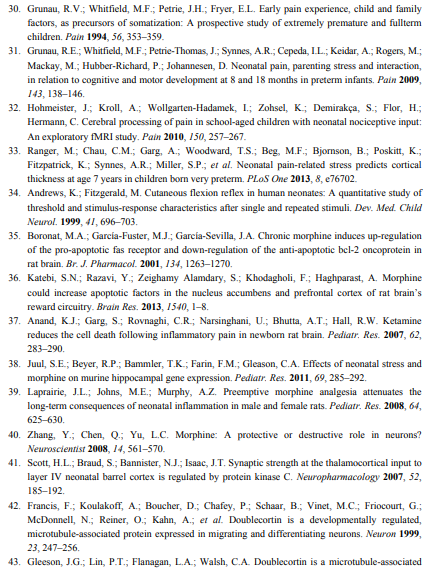 30. Grunau, R.V.; Whitfield, M.F.; Petrie, J.H.; Fryer, E.L. Early pain experience, child and family
factors, as precursors of somatization: A prospective study of extremely premature and fullterm
children. Pain 1994, 56, 353–359.
31. Grunau, R.E.; Whitfield, M.F.; Petrie-Thomas, J.; Synnes, A.R.; Cepeda, I.L.; Keidar, A.; Rogers, M.;
Mackay, M.; Hubber-Richard, P.; Johannesen, D. Neonatal pain, parenting stress and interaction,
in relation to cognitive and motor development at 8 and 18 months in preterm infants. Pain 2009,
143, 138–146.
32. Hohmeister, J.; Kroll, A.; Wollgarten-Hadamek, I.; Zohsel, K.; Demirakça, S.; Flor, H.;
Hermann, C. Cerebral processing of pain in school-aged children with neonatal nociceptive input:
An exploratory fMRI study. Pain 2010, 150, 257–267.
33. Ranger, M.; Chau, C.M.; Garg, A.; Woodward, T.S.; Beg, M.F.; Bjornson, B.; Poskitt, K.;
Fitzpatrick, K.; Synnes, A.R.; Miller, S.P.; et al. Neonatal pain-related stress predicts cortical
thickness at age 7 years in children born very preterm. PLoS One 2013, 8, e76702.
34. Andrews, K.; Fitzgerald, M. Cutaneous flexion reflex in human neonates: A quantitative study of
threshold and stimulus-response characteristics after single and repeated stimuli. Dev. Med. Child
Neurol. 1999, 41, 696–703.
35. Boronat, M.A.; García-Fuster, M.J.; García-Sevilla, J.A. Chronic morphine induces up-regulation
of the pro-apoptotic fas receptor and down-regulation of the anti-apoptotic bcl-2 oncoprotein in
rat brain. Br. J. Pharmacol. 2001, 134, 1263–1270.
36. Katebi, S.N.; Razavi, Y.; Zeighamy Alamdary, S.; Khodagholi, F.; Haghparast, A. Morphine
could increase apoptotic factors in the nucleus accumbens and prefrontal cortex of rat brain’s
reward circuitry. Brain Res. 2013, 1540, 1–8.
37. Anand, K.J.; Garg, S.; Rovnaghi, C.R.; Narsinghani, U.; Bhutta, A.T.; Hall, R.W. Ketamine
reduces the cell death following inflammatory pain in newborn rat brain. Pediatr. Res. 2007, 62,
283–290.
38. Juul, S.E.; Beyer, R.P.; Bammler, T.K.; Farin, F.M.; Gleason, C.A. Effects of neonatal stress and
morphine on murine hippocampal gene expression. Pediatr. Res. 2011, 69, 285–292.
39. Laprairie, J.L.; Johns, M.E.; Murphy, A.Z. Preemptive morphine analgesia attenuates the
long-term consequences of neonatal inflammation in male and female rats. Pediatr. Res. 2008, 64,
625–630.
40. Zhang, Y.; Chen, Q.; Yu, L.C. Morphine: A protective or destructive role in neurons?
Neuroscientist 2008, 14, 561–570.
41. Scott, H.L.; Braud, S.; Bannister, N.J.; Isaac, J.T. Synaptic strength at the thalamocortical input to
layer IV neonatal barrel cortex is regulated by protein kinase C. Neuropharmacology 2007, 52,
185–192.
42. Francis, F.; Koulakoff, A.; Boucher, D.; Chafey, P.; Schaar, B.; Vinet, M.C.; Friocourt, G.;
McDonnell, N.; Reiner, O.; Kahn, A.; et al. Doublecortin is a developmentally regulated,
microtubule-associated protein expressed in migrating and differentiating neurons. Neuron 1999,
23, 247–256.
43. Gleeson, J.G.; Lin, P.T.; Flanagan, L.A.; Walsh, C.A. Doublecortin is a microtubule-associated